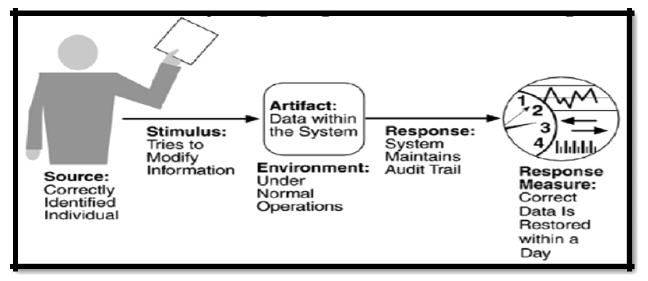 Source:
Correctly
Identified
Individual
Stimulus:
Tries to
Modify
Information
Artifact:
Data within
the System
Environment:
Under
Normal
Operations
Response:
System
Maintains
Audit Trail
1
2
3
4
Response
Measure:
Correct
Data Is
Restored
within a
Day